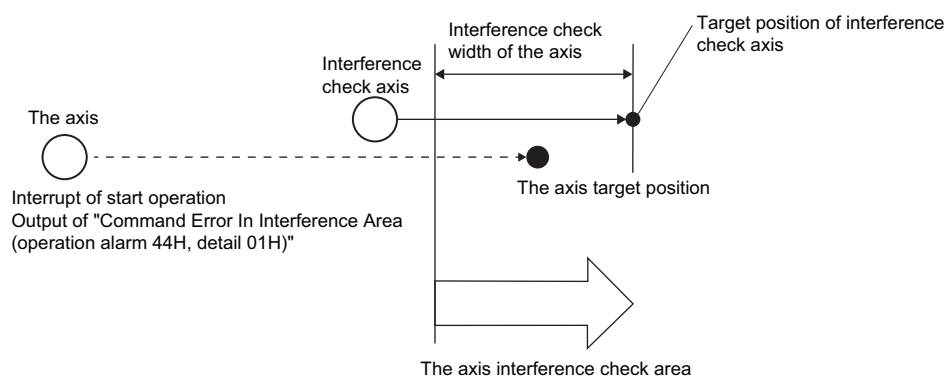 Target position of interference
check axis
Interference check
width of the axis
Interference
check axis
The axis
The axis target position
Interrupt of start operation
Output of "Command Error In Interference Area
(operation alarm 44H, detail 01H)"
The axis interference check area